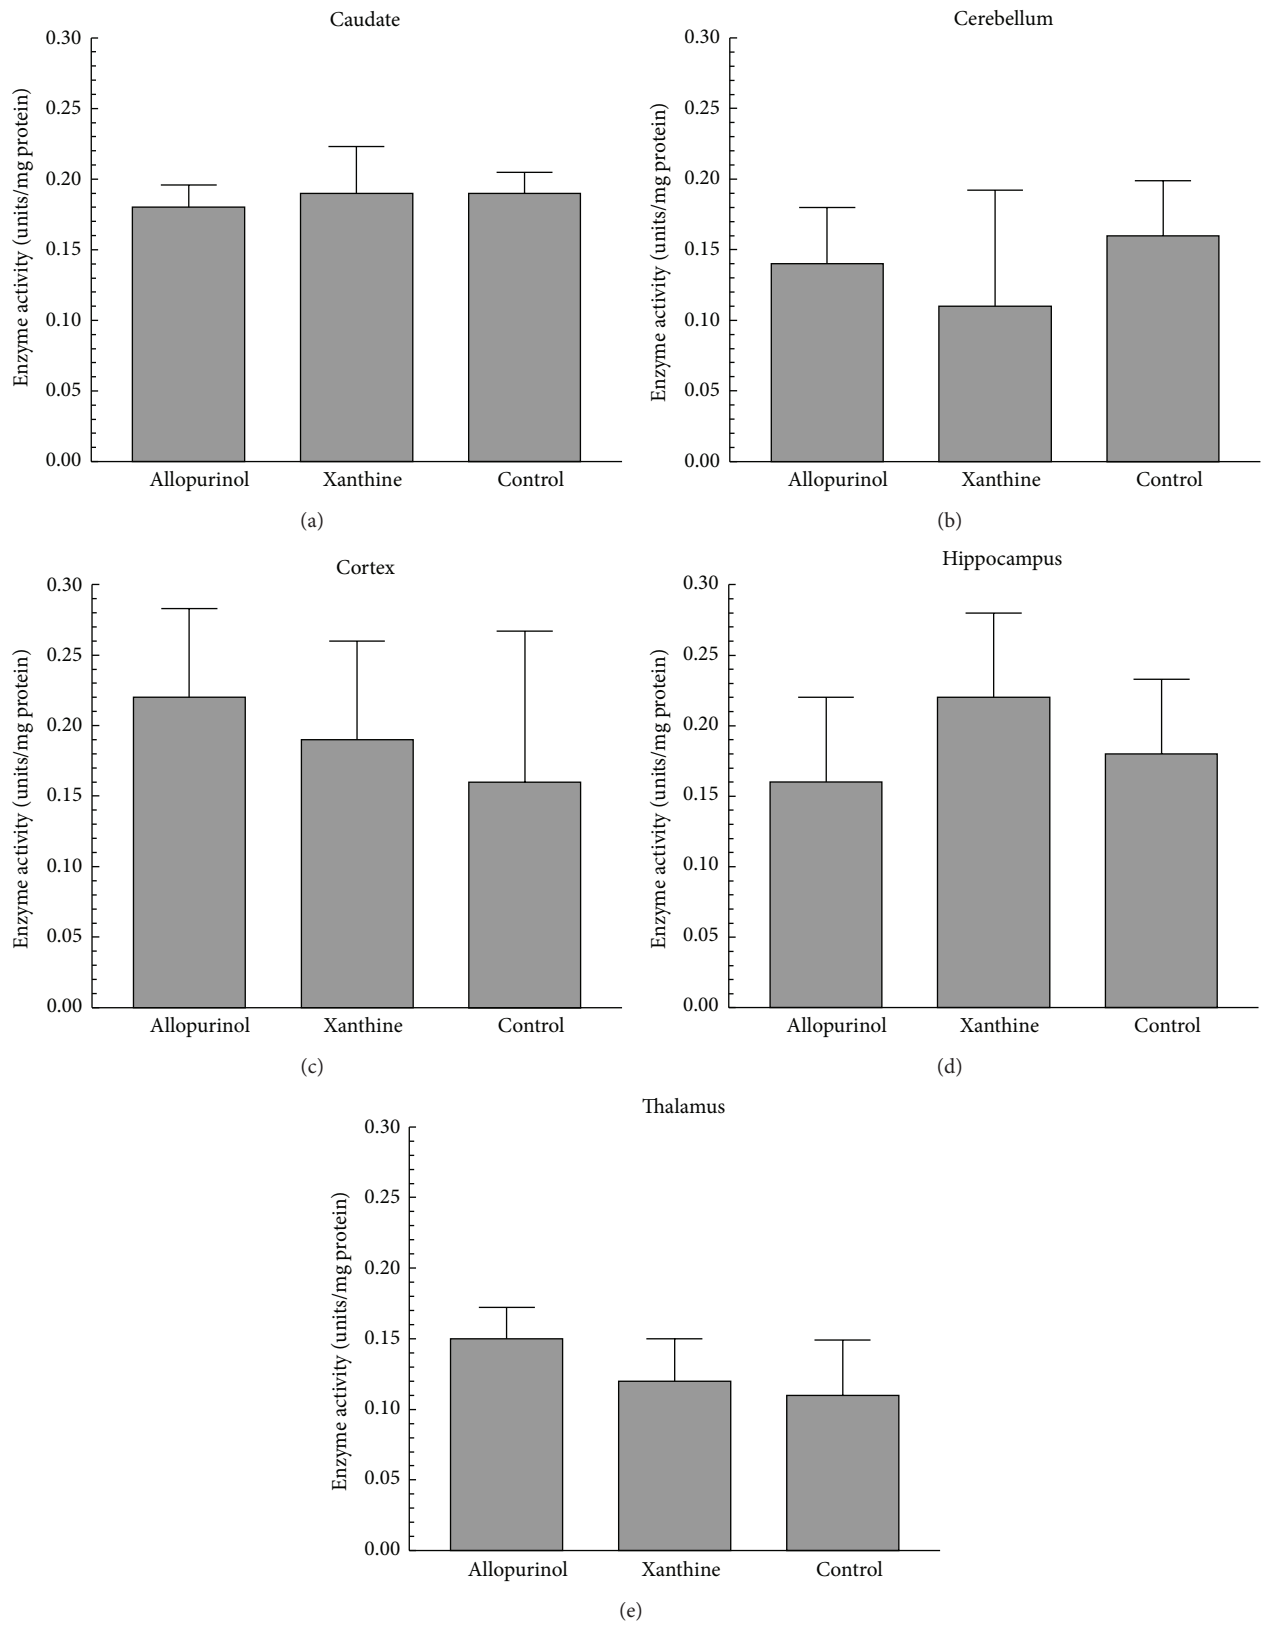 Caudate
Enzyme activity (units/mg protein)
0.30
0.25
0.20
0.15
0.10
0.05
0.00
Allopurinol Xanthine Control
(a)
Cerebellum
Enzyme activity (units/mg protein)
0.30
0.25
0.20
0.15
0.10
0.05
0.00
Allopurinol Xanthine Control
(b)
Cortex
Enzyme activity (units/mg protein)
0.30
0.25
0.20
0.15
0.10
0.05
0.00
Allopurinol Xanthine Control
(c)
Hippocampus
Enzyme activity (units/mg protein)
0.30
0.25
0.20
0.15
0.10
0.05
0.00
Allopurinol Xanthine Control
(d)
Thalamus
Enzyme activity (units/mg protein)
0.30
0.25
0.20
0.15
0.10
0.05
0.00
Allopurinol Xanthine Control
(e)